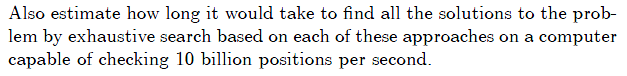 Also estimate how long it would take to find all the solutions to the prob-
lem by exhaustive search based on each of these approaches on a computer
capable of checking 10 billion positions per second.